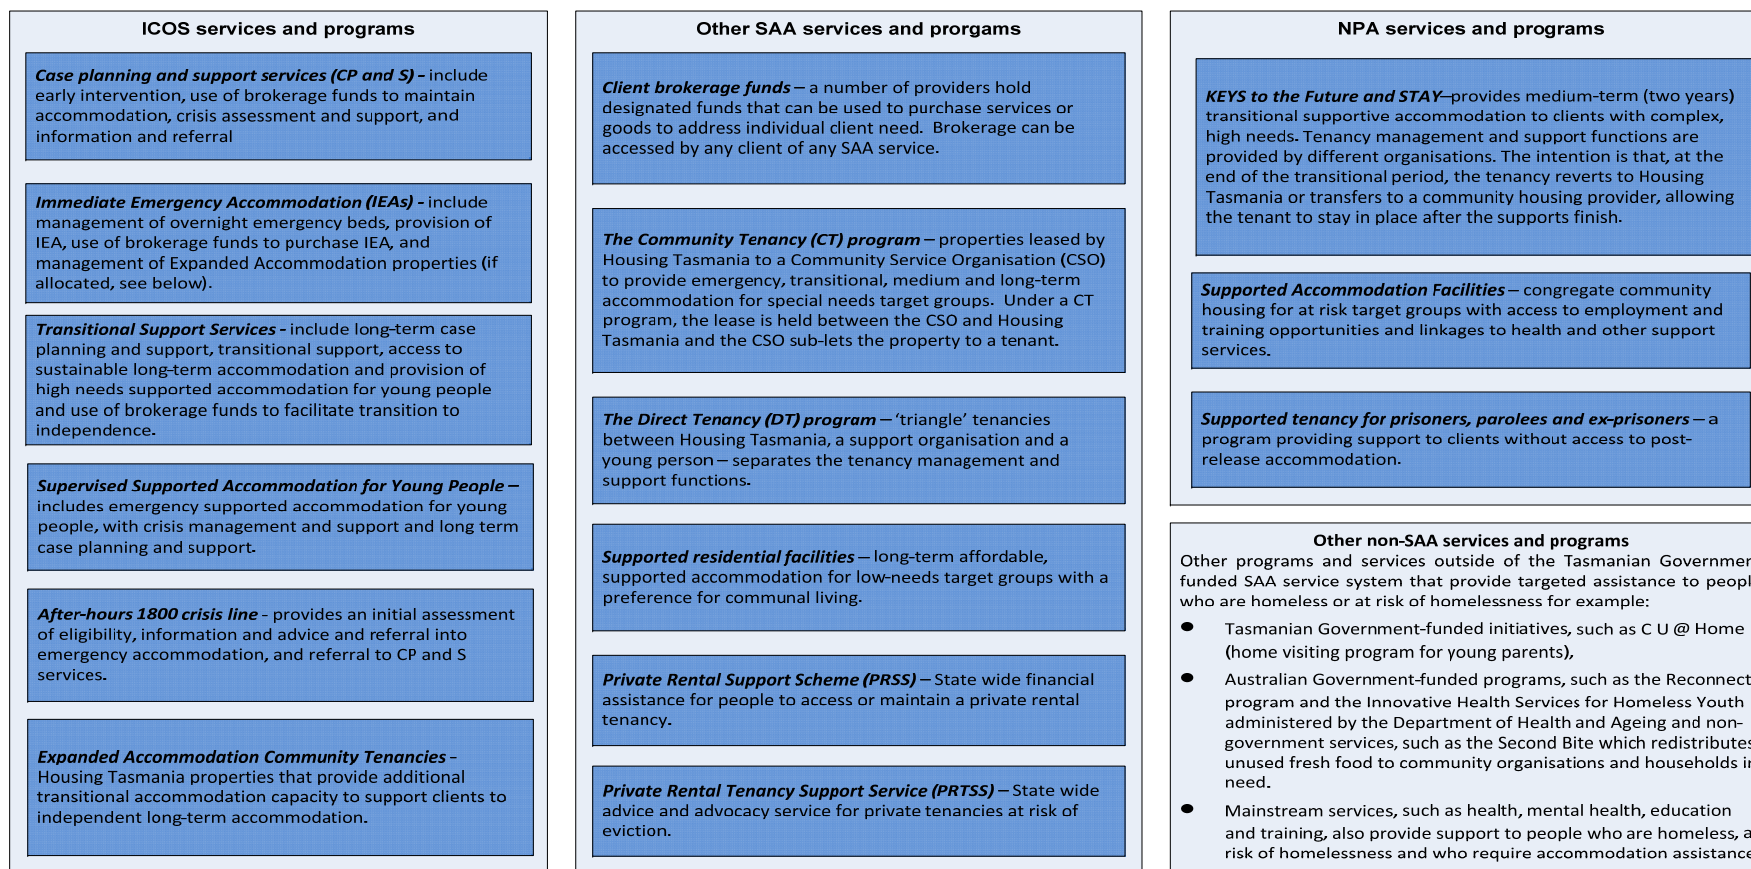 ICOS services and programs
Case planning and support services (CP and S) – include
early intervention, use of brokerage funds to maintain
accommodation, crisis assessment and support, and
information and referral
Immediate Emergency Accommodation (IEAs) - include
management of overnight emergency beds, provision of
IEA, use of brokerage funds to purchase IEA, and
management of Expanded Accommodation properties (if
allocated, see below).
Transitional Support Services - include long-term case
planning and support, transitional support, access to
sustainable long-term accommodation and provision of
high needs supported accommodation for young people
and use of brokerage funds to facilitate transition to
independence.
Supervised Supported Accommodation for Young People –
includes emergency supported accommodation for young
people, with crisis management and support and long term
case planning and support.
After-hours 1800 crisis line - provides an initial assessment
of eligibility, information and advice and referral into
emergency accommodation, and referral to CP and S
services.
Expanded Accommodation Community Tenancies –
Housing Tasmania properties that provide additional
transitional accommodation capacity to support clients to
independent long-term accommodation.
Other SAA services and prorgams
Client brokerage funds – a number of providers hold
designated funds that can be used to purchase services or
goods to address individual client need. Brokerage can be
accessed by any client of any SAA service.
The Community Tenancy (CT) program – properties leased by
Housing Tasmania to a Community Service Organisation (CSO)
to provide emergency, transitional, medium and long-term
accommodation for special needs target groups. Under a CT
program, the lease is held between the CSO and Housing
Tasmania and the CSO sub-lets the property to a tenant.
The Direct Tenancy (DT) program – ‘triangle’ tenancies
between Housing Tasmania, a support organisation and a
young person – separates the tenancy management and
support functions.
Supported residential facilities – long-term affordable,
supported accommodation for low-needs target groups with a
preference for communal living.
Private Rental Support Scheme (PRSS) – State wide financial
assistance for people to access or maintain a private rental
tenancy.
Private Rental Tenancy Support Service (PRTSS) – State wide
advice and advocacy service for private tenancies at risk of
eviction.
NPA services and programs
KEYS to the Future and STAY–provides medium-term (two years)
transitional supportive accommodation to clients with complex,
high needs. Tenancy management and support functions are
provided by different organisations. The intention is that, at the
end of the transitional period, the tenancy reverts to Housing
Tasmania or transfers to a community housing provider, allowing
the tenant to stay in place after the supports finish.
Supported Accommodation Facilities – congregate community
housing for at risk target groups with access to employment and
training opportunities and linkages to health and other support
services.
Supported tenancy for prisoners, parolees and ex-prisoners – a
program providing support to clients without access to post-
release accommodation.
Other non-SAA services and programs
Other programs and services outside of the Tasmanian Governmen
funded SAA service system that provide targeted assistance to peopl
who are homeless or at risk of homelessness for example:
● Tasmanian Government-funded initiatives, such as C U @ Home
(home visiting program for young parents),
● Australian Government-funded programs, such as the Reconnect
program and the Innovative Health Services for Homeless Youth
administered by the Department of Health and Ageing and non-
government services, such as the Second Bite which redistributes
unused fresh food to community organisations and households in
need.
● Mainstream services, such as health, mental health, education
and training, also provide support to people who are homeless, a
risk of homelessness and who require accommodation assistance